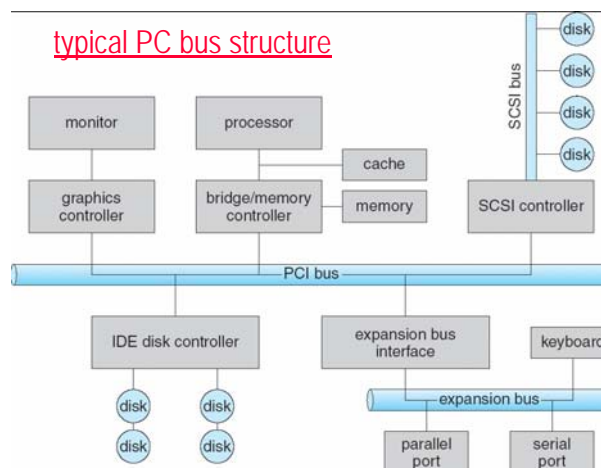 typical PC bus structure
disk
disk
disk
disk
SCSI bus
monitor
processor
cache
graphics
controller
bridge/memory
controller
memory
SCSI controller
PCI bus
IDE disk controller
expansion bus
interface
keyboard
disk
disk
disk
disk
expansion bus
parallel
port
serial
port